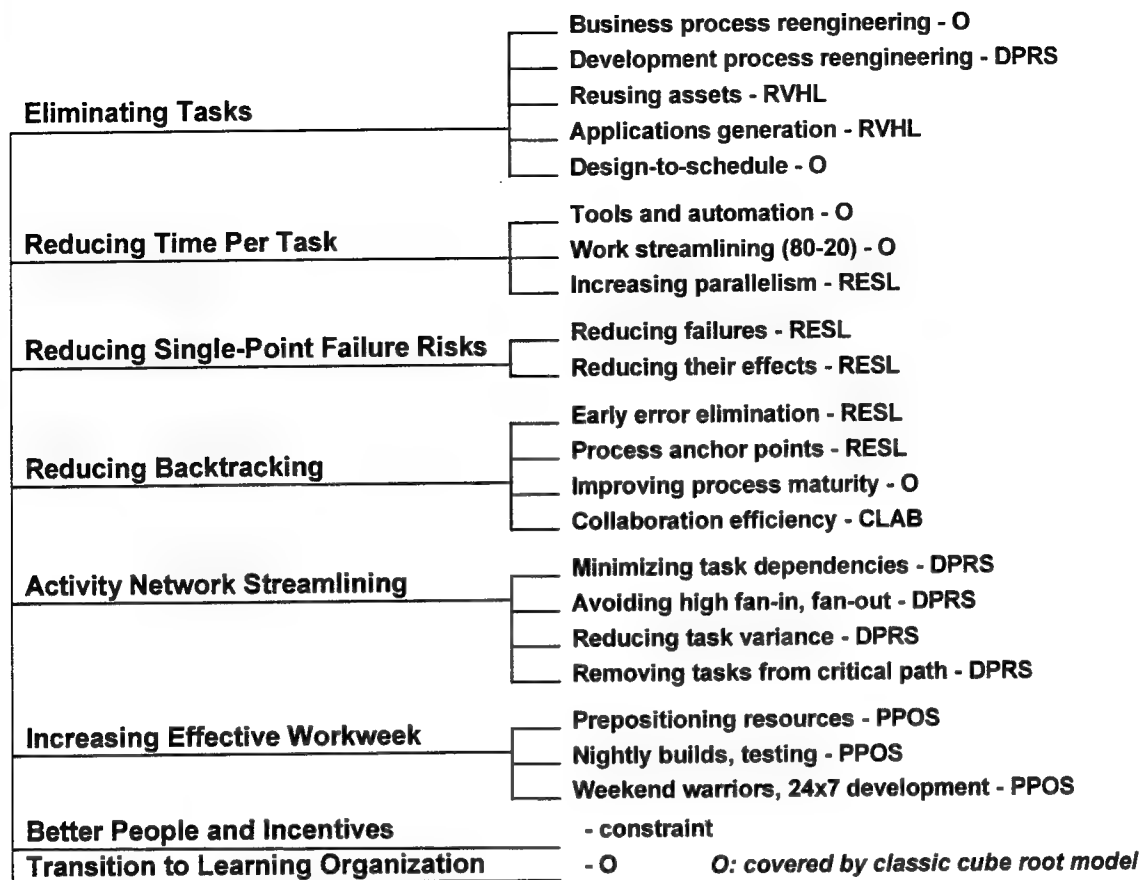 Eliminating Tasks
Business process reengineering - O
Development process reengineering - DPRS
Reusing assets - RVHL
Applications generation - RVHL
Design-to-schedule - O
Reducing Time Per Task
Tools and automation - O
Work streamlining (80-20) - O
Increasing parallelism - RESL
Reducing Single-Point Failure Risks
Reducing failures - RESL
Reducing their effects - RESL
Reducing Backtracking
Early error elimination - RESL
Process anchor points - RESL
Improving process maturity - O
Collaboration efficiency - CLAB
Activity Network Streamlining
Minimizing task dependencies - DPRS
Avoiding high fan-in, fan-out - DPRS
Reducing task variance - DPRS
Removing tasks from critical path - DPRS
Increasing Effective Workweek
Prepositioning resources - PPOS
Nightly builds, testing - PPOS
Weekend warriors, 24x7 development - PPOS
Better People and Incentives - constraint
Transition to Learning Organization - O O: covered by classic cube root model